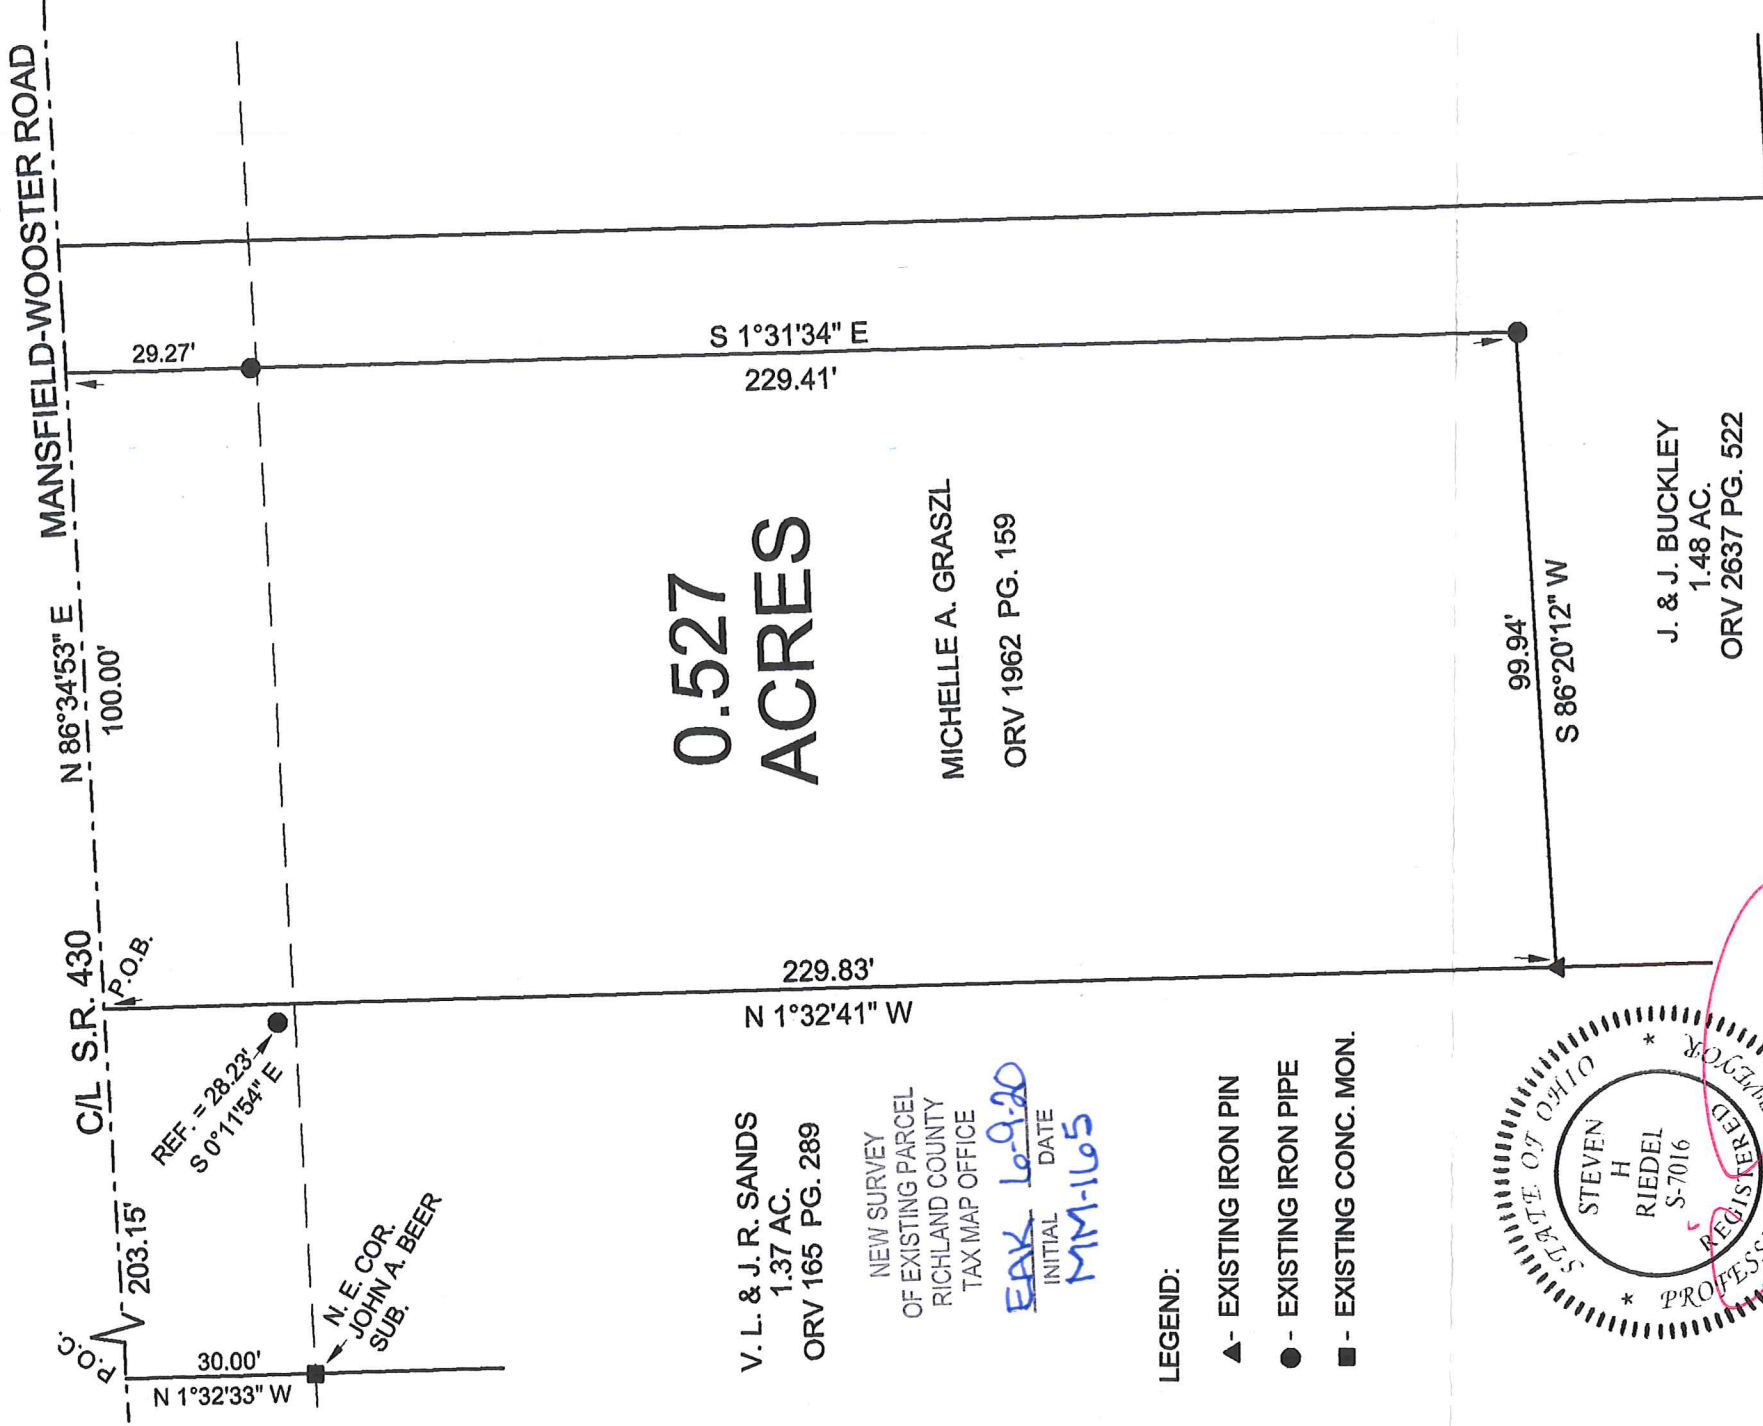 MANSFIELD-WOOSTER ROAD
N 86°34'53" E
100.00'
C/L S.R. 430
P.O.B.
203.15'
P.O.C.
29.27'
S 1°31'34" E
229.41'
REF. = 28.23'
S 0°11'54" E
30.00'
N 1°32'33" W
N. E. COR.
JOHN A. BEER
SUB.
0.527
ACRES
MICHELLE A. GRASZL
ORV 1962 PG. 159
229.83'
N 1°32'41" W
99.94'
S 86°20'12" W
J. & J. BUCKLEY
1.48 AC.
ORV 2637 PG. 522
V. L. & J. R. SANDS
1.37 AC.
ORV 165 PG. 289
NEW SURVEY
OF EXISTING PARCEL
RICHLAND COUNTY
TAX MAP OFFICE
EAK 6-9-20
INITIAL DATE
MM-165
LEGEND:
▲ - EXISTING IRON PIN
● - EXISTING IRON PIPE
■ - EXISTING CONC. MON.
STATE OF OHIO
STEVEN
H
RIEDEL
S-7016
REGISTERED